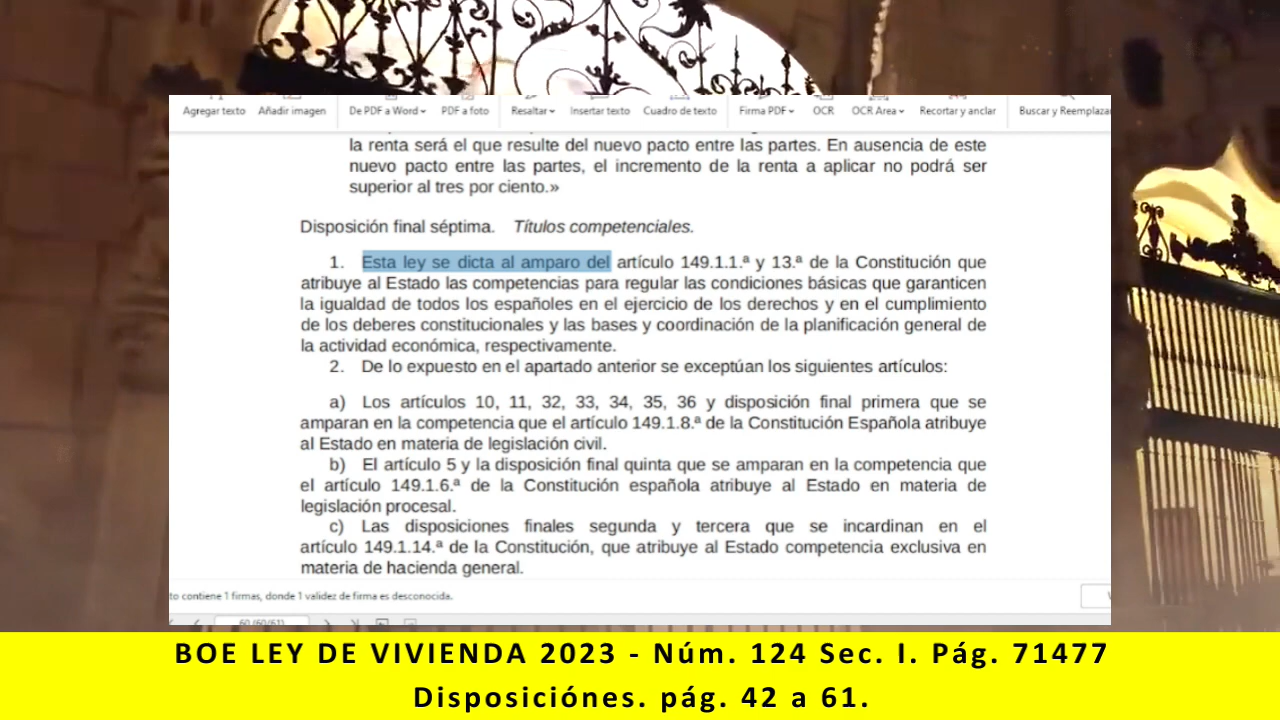 Agregar texto Añadir imagen De PDF a Word PDF a foto Resaltar Insertar texto Cuadro de texto Firma PDF OCR OCR Area Recortar y anclar Buscar y Reemplaza
la renta será el que resulte del nuevo pacto entre las partes. En ausencia de este
nuevo pacto entre las partes, el incremento de la renta a aplicar no podrá ser
superior al tres por ciento.»
Disposición final séptima. Títulos competenciales.
1. Esta ley se dicta al amparo del artículo 149.1.1.ª y 13.ª de la Constitución que
atribuye al Estado las competencias para regular las condiciones básicas que garanticen
la igualdad de todos los españoles en el ejercicio de los derechos y en el cumplimiento
de los deberes constitucionales y las bases y coordinación de la planificación general de
la actividad económica, respectivamente.
2. De lo expuesto en el apartado anterior se exceptúan los siguientes artículos:
a) Los artículos 10, 11, 32, 33, 34, 35, 36 y disposición final primera que se
amparan en la competencia que el artículo 149.1.8.ª de la Constitución Española atribuye
al Estado en materia de legislación civil.
b) El artículo 5 y la disposición final quinta que se amparan en la competencia que
el artículo 149.1.6.ª de la Constitución española atribuye al Estado en materia de
legislación procesal.
c) Las disposiciones finales segunda y tercera que se incardinan en el
artículo 149.1.14.ª de la Constitución, que atribuye al Estado competencia exclusiva en
materia de hacienda general.
to contiene 1 firmas, donde 1 validez de firma es desconocida.
60 (60/61)
BOE LEY DE VIVIENDA 2023 - Núm. 124 Sec. I. Pág. 71477
Disposiciónes. pág. 42 a 61.